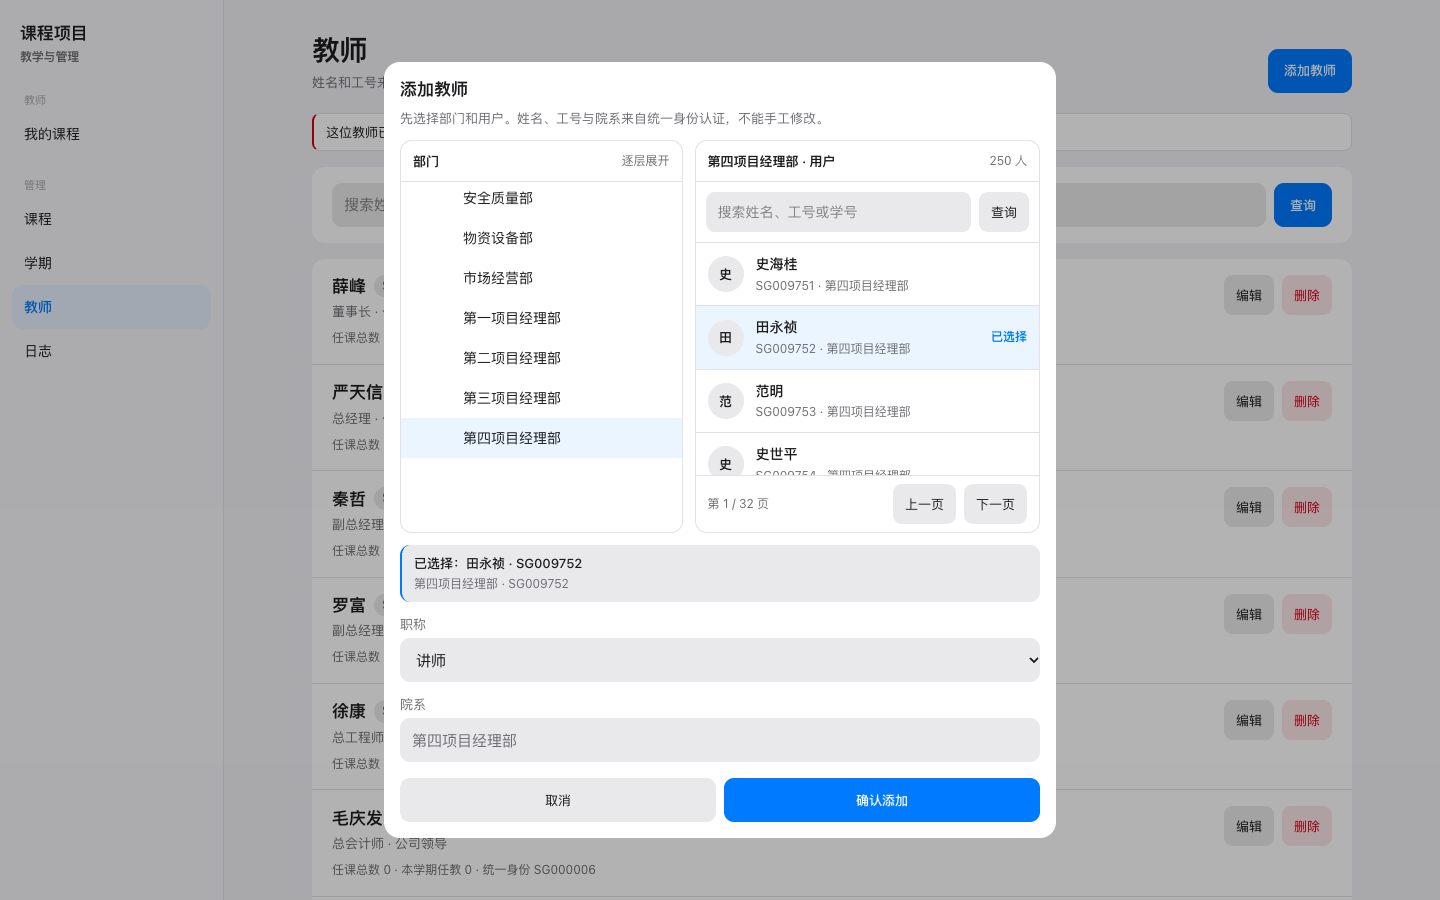 课程项目
教学与管理
教师
我的课程
管理
课程
学期
教师
日志
教师
姓名和工号
添加教师
这位教师
查询
薛峰
董事长 ·
任课总数
编辑
删除
严天信
总经理 ·
任课总数
编辑
删除
秦哲
副总经理
任课总数
编辑
删除
罗富
副总经理
任课总数
编辑
删除
徐康
总工程师
任课总数
编辑
删除
毛庆发
总会计师 · 公司领导
任课总数 0 · 本学期任教 0 · 统一身份 SG000006
编辑
删除
添加教师
先选择部门和用户。姓名、工号与院系来自统一身份认证，不能手工修改。
部门
逐层展开
安全质量部
物资设备部
市场经营部
第一项目经理部
第二项目经理部
第三项目经理部
第四项目经理部
第四项目经理部 · 用户
250 人
搜索姓名、工号或学号
查询
史
史海桂
SG009751 · 第四项目经理部
田
田永祯
SG009752 · 第四项目经理部
已选择
范
范明
SG009753 · 第四项目经理部
史
史世平
SG009754 · 第四项目经理部
第 1 / 32 页
上一页
下一页
已选择：田永祯 · SG009752
第四项目经理部 · SG009752
职称
讲师
院系
第四项目经理部
取消
确认添加